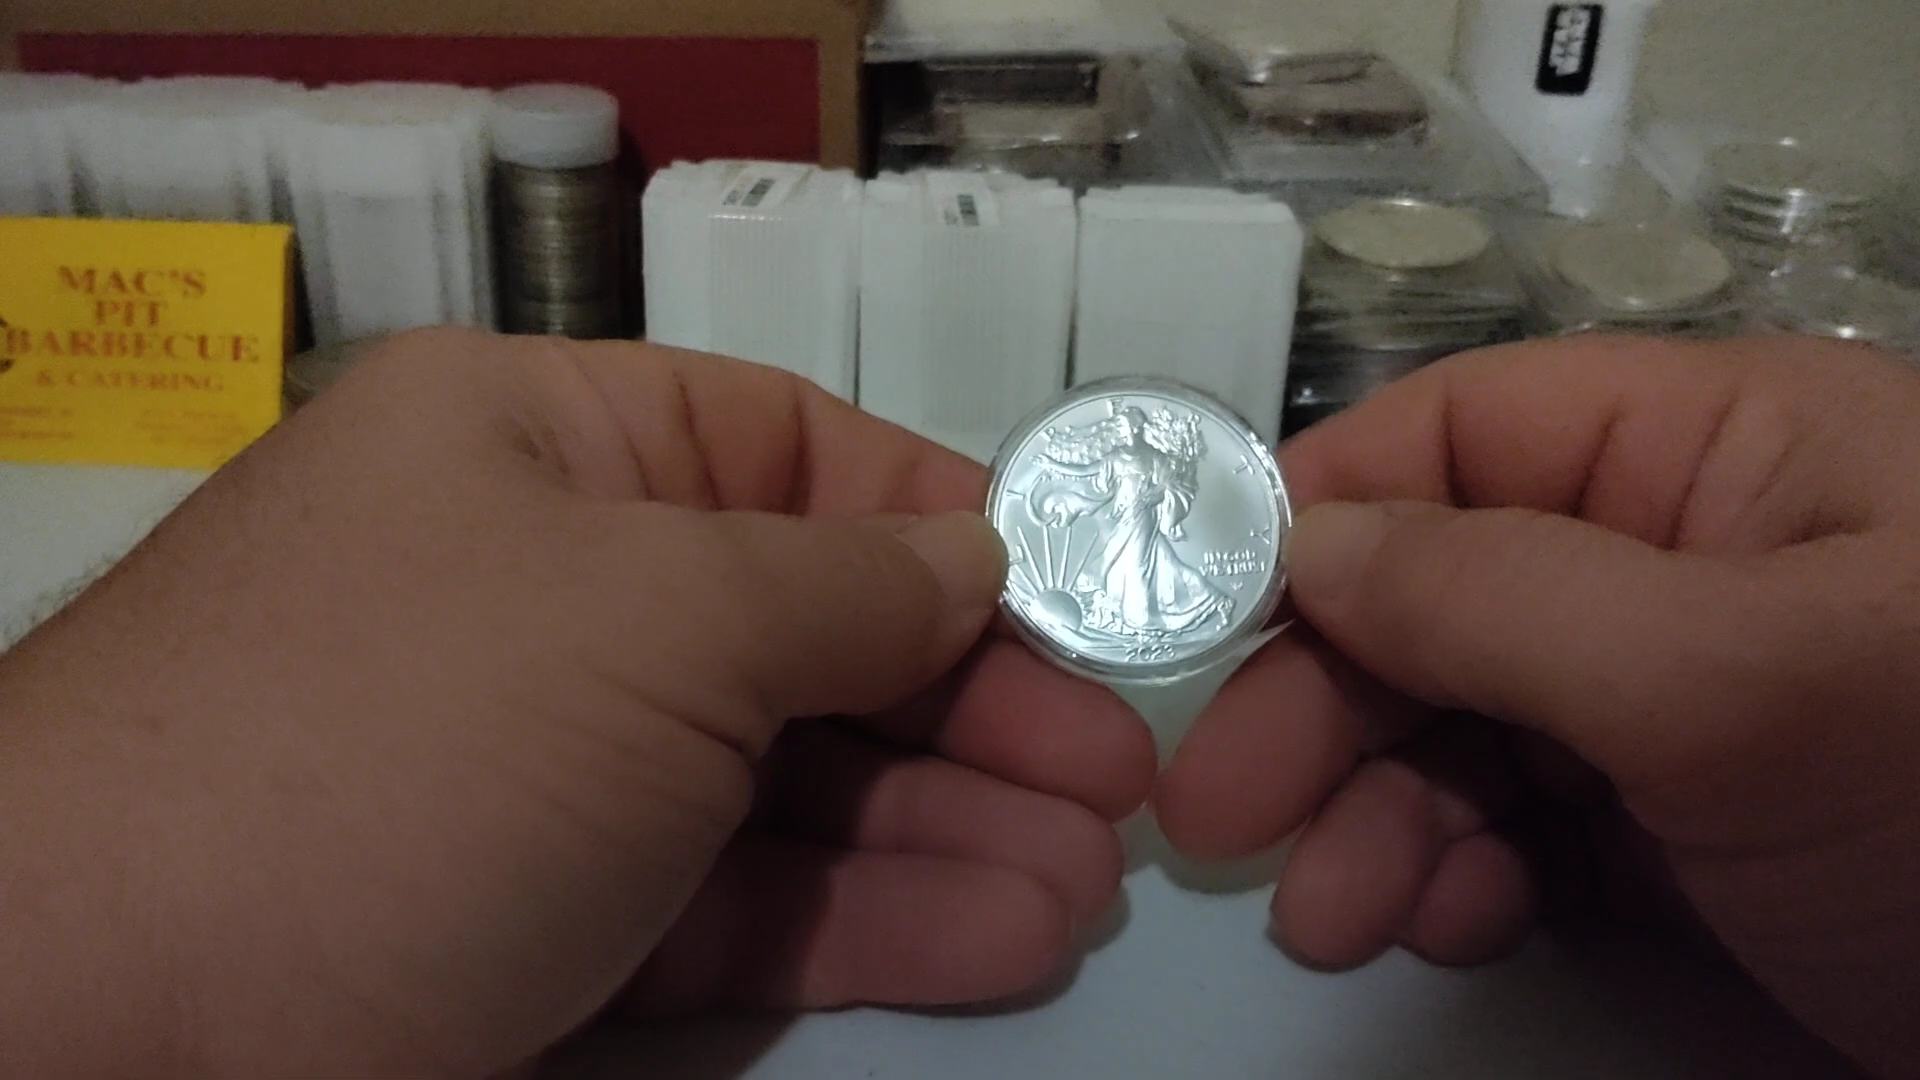 MAC'S
PIT
BARBECUE
& CATERING
LIBERTY
IN GOD
WE TRUST
2023